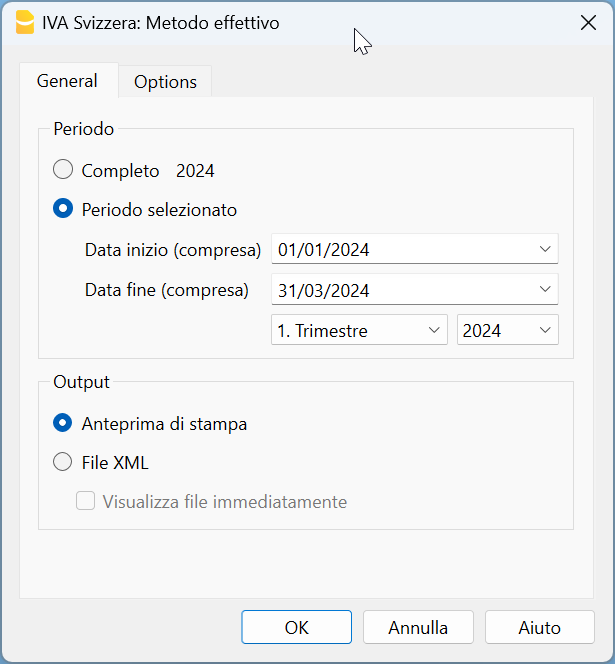 IVA Svizzera: Metodo effettivo
General Options
Periodo
Completo 2024
Periodo selezionato
Data inizio (compresa) 01/01/2024
Data fine (compresa) 31/03/2024
1. Trimestre 2024
Output
Anteprima di stampa
File XML
Visualizza file immediatamente
OK Annulla Aiuto